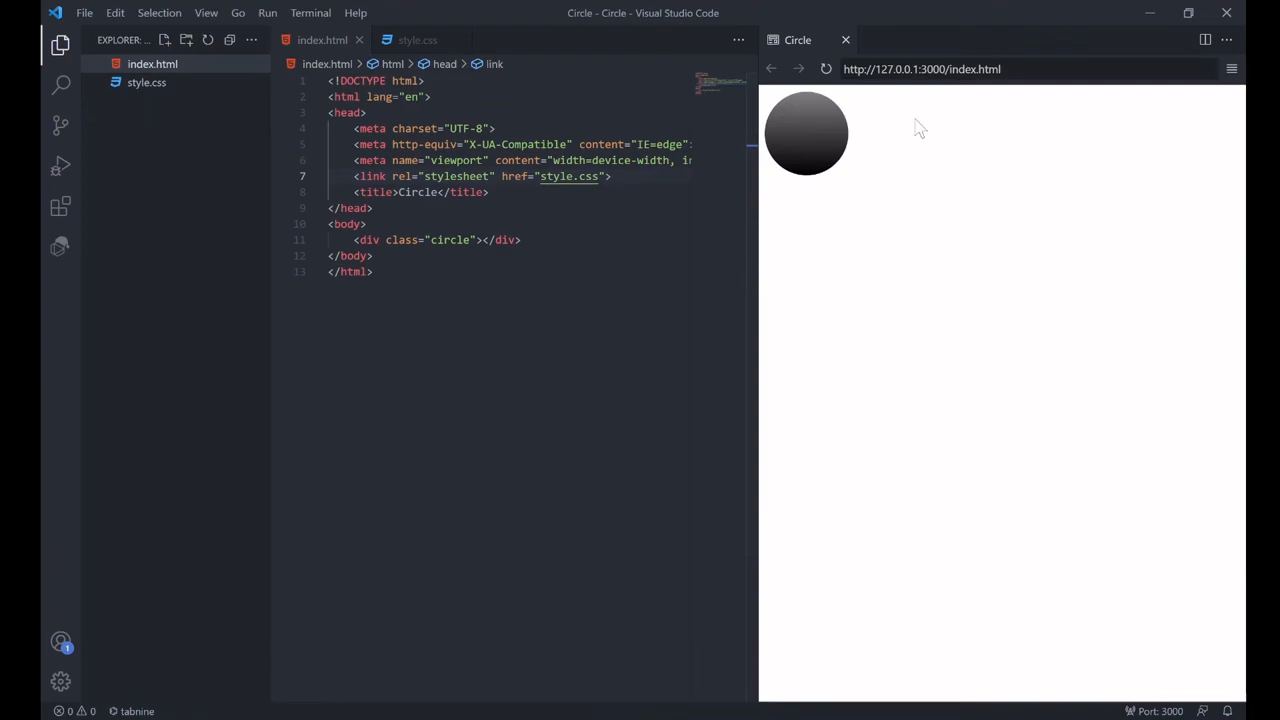 File Edit Selection View Go Run Terminal Help
Circle - Circle - Visual Studio Code
EXPLORER: ...
index.html
style.css
index.html
style.css
index.html > html > head > link
1 <!DOCTYPE html>
2 <html lang="en">
3 <head>
4 <meta charset="UTF-8">
5 <meta http-equiv="X-UA-Compatible" content="IE=edge">
6 <meta name="viewport" content="width=device-width, in
7 <link rel="stylesheet" href="style.css">
8 <title>Circle</title>
9 </head>
10 <body>
11 <div class="circle"></div>
12 </body>
13 </html>
Circle
http://127.0.0.1:3000/index.html
1
0 0 tabnine
Port: 3000